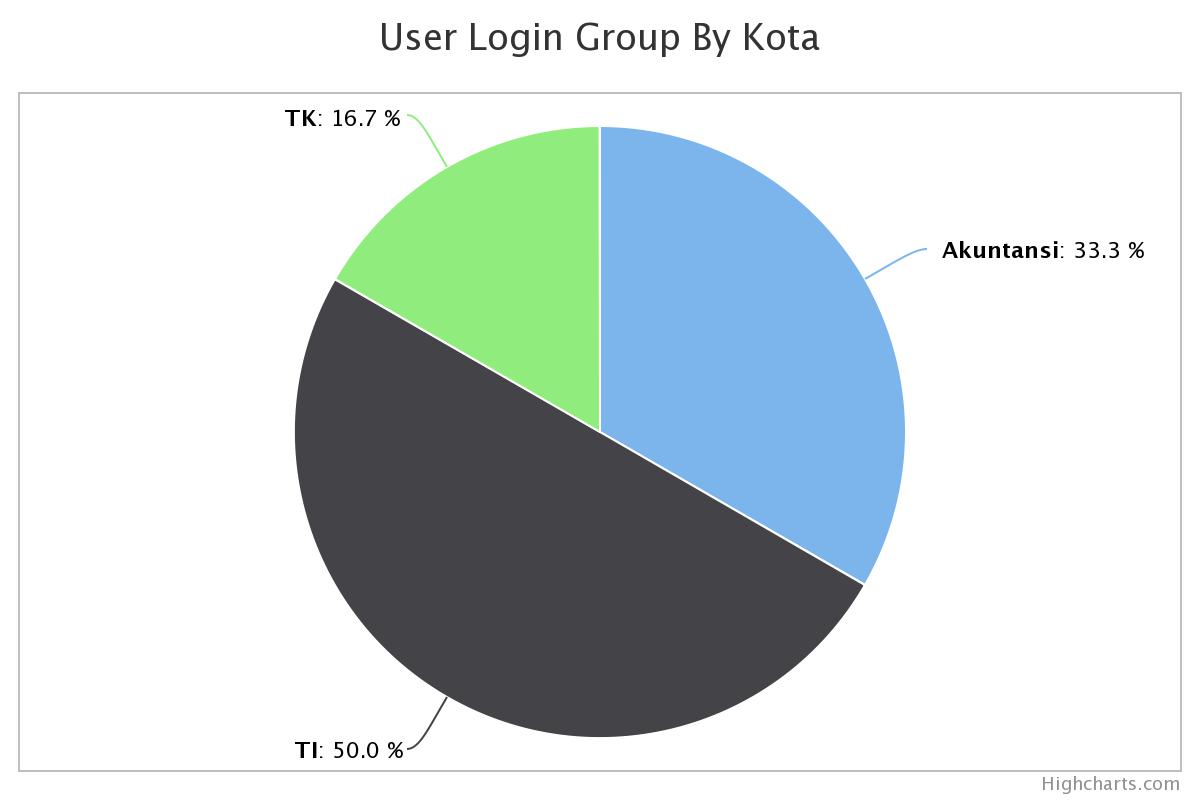 User Login Group By Kota
TK: 16.7 %
Akuntansi: 33.3 %
TI: 50.0 %
Highcharts.com